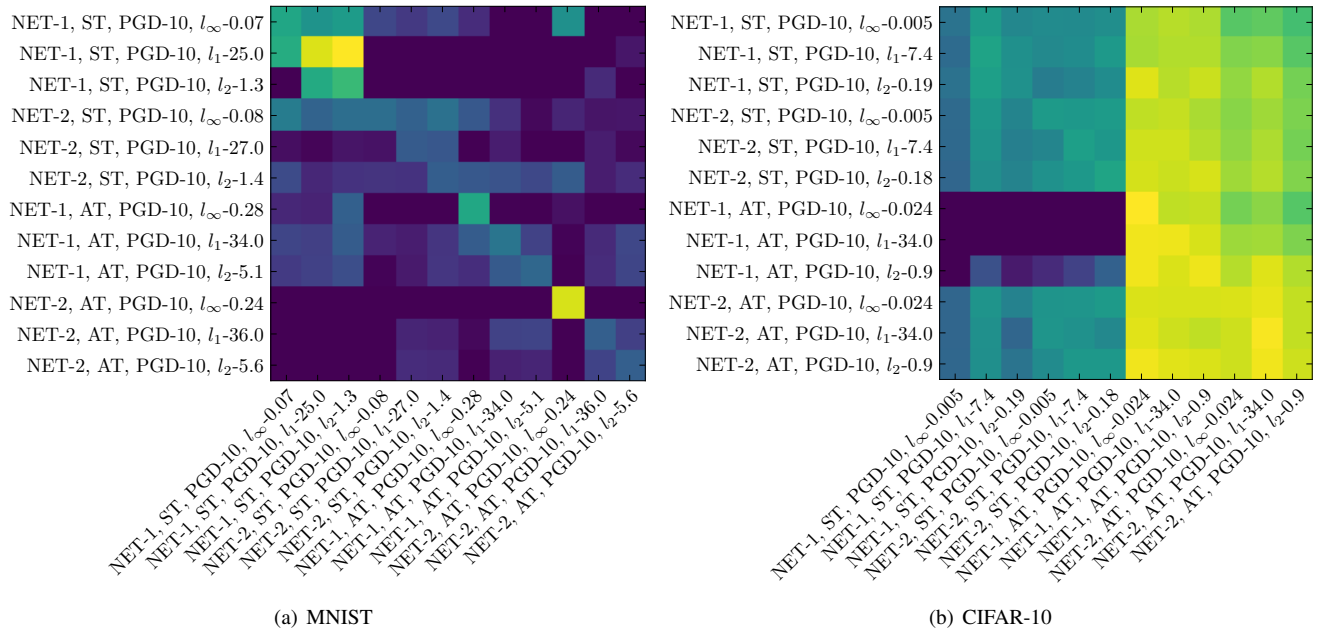 NET-1, ST, PGD-10, l∞-0.07
NET-1, ST, PGD-10, l1-25.0
NET-1, ST, PGD-10, l2-1.3
NET-2, ST, PGD-10, l∞-0.08
NET-2, ST, PGD-10, l1-27.0
NET-2, ST, PGD-10, l2-1.4
NET-1, AT, PGD-10, l∞-0.28
NET-1, AT, PGD-10, l1-34.0
NET-1, AT, PGD-10, l2-5.1
NET-2, AT, PGD-10, l∞-0.24
NET-2, AT, PGD-10, l1-36.0
NET-2, AT, PGD-10, l2-5.6
NET-1, ST, PGD-10, l∞-0.07
NET-1, ST, PGD-10, l1-25.0
NET-1, ST, PGD-10, l2-1.3
NET-2, ST, PGD-10, l∞-0.08
NET-2, ST, PGD-10, l1-27.0
NET-2, ST, PGD-10, l2-1.4
NET-1, AT, PGD-10, l∞-0.28
NET-1, AT, PGD-10, l1-34.0
NET-1, AT, PGD-10, l2-5.1
NET-2, AT, PGD-10, l∞-0.24
NET-2, AT, PGD-10, l1-36.0
NET-2, AT, PGD-10, l2-5.6
(a) MNIST
NET-1, ST, PGD-10, l∞-0.005
NET-1, ST, PGD-10, l1-7.4
NET-1, ST, PGD-10, l2-0.19
NET-2, ST, PGD-10, l∞-0.005
NET-2, ST, PGD-10, l1-7.4
NET-2, ST, PGD-10, l2-0.18
NET-1, AT, PGD-10, l∞-0.024
NET-1, AT, PGD-10, l1-34.0
NET-1, AT, PGD-10, l2-0.9
NET-2, AT, PGD-10, l∞-0.024
NET-2, AT, PGD-10, l1-34.0
NET-2, AT, PGD-10, l2-0.9
NET-1, ST, PGD-10, l∞-0.005
NET-1, ST, PGD-10, l1-7.4
NET-1, ST, PGD-10, l2-0.19
NET-2, ST, PGD-10, l∞-0.005
NET-2, ST, PGD-10, l1-7.4
NET-2, ST, PGD-10, l2-0.18
NET-1, AT, PGD-10, l∞-0.024
NET-1, AT, PGD-10, l1-34.0
NET-1, AT, PGD-10, l2-0.9
NET-2, AT, PGD-10, l∞-0.024
NET-2, AT, PGD-10, l1-34.0
NET-2, AT, PGD-10, l2-0.9
(b) CIFAR-10